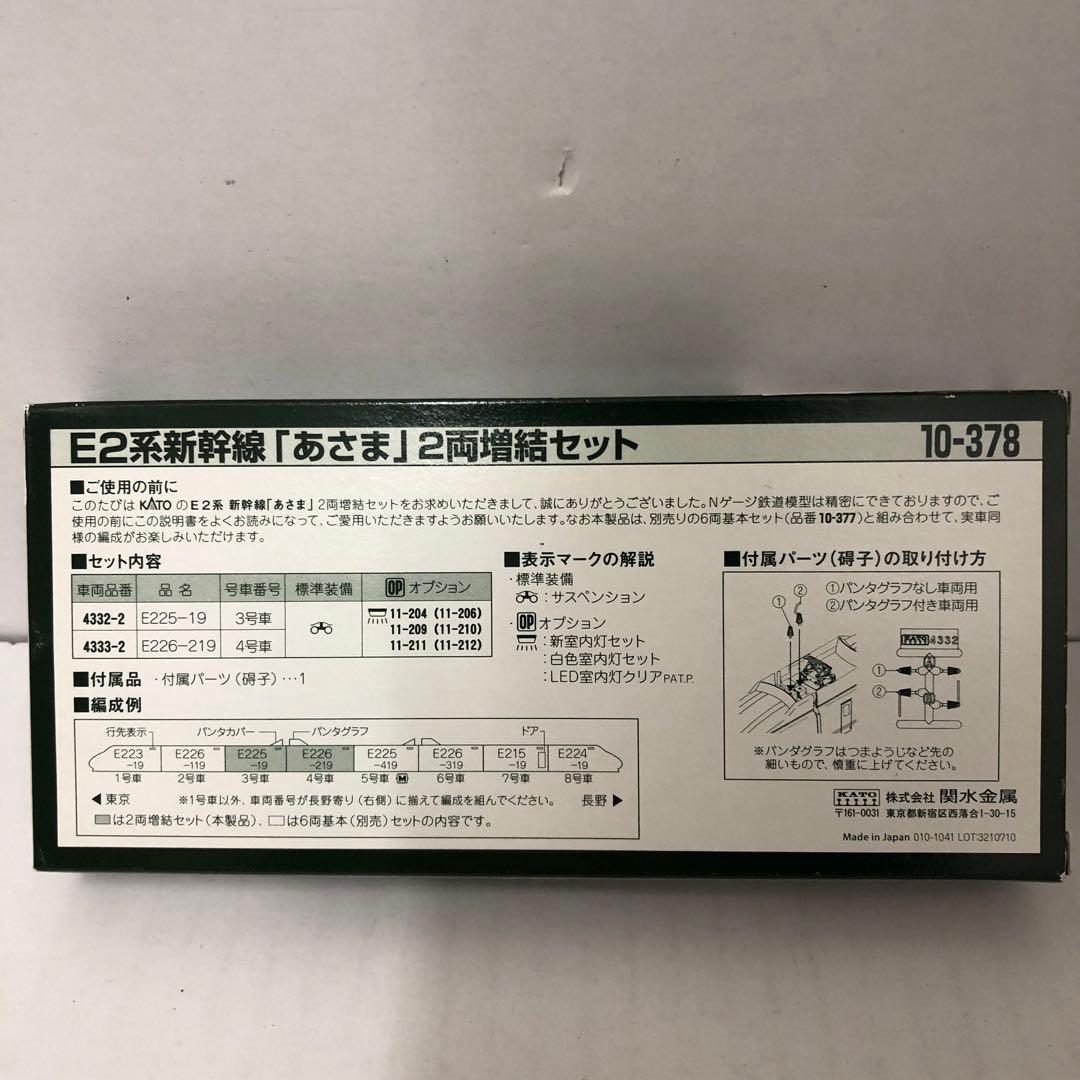 E2系新幹線「あさま」2両増結セット 10-378
■ご使用の前に
このたびは KATO のE2系 新幹線「あさま」2両増結セットをお求めいただきまして、誠にありがとうございました。Nゲージ鉄道模型は精密にできておりますので、ご
使用の前にこの説明書をよくお読みになって、ご愛用いただきますようお願いいたします。なお本製品は、別売りの6両基本セット(品番10-377)と組み合わせて、実車同
様の編成がお楽しみいただけます。
■セット内容
車両品番 品名 号車番号 標準装備 OP オプション
4332-2 E225-19 3号車
4333-2 E226-219 4号車
11-204 (11-206)
11-209 (11-210)
11-211 (11-212)
■付属品 ・付属パーツ(碍子)…1
■編成例
行先表示 パンタカバー パンタグラフ ドア
E223 E226 E225 E226 E225 E226 E215 E224
-19 -119 -19 -219 -419 -319 -19 -19
1号車 2号車 3号車 4号車 5号車 M 6号車 7号車 8号車
◀東京 ※1号車以外、車両番号が長野寄り(右側)に揃えて編成を組んでください。 長野▶
は2両増結セット(本製品)、 は6両基本(別売)セットの内容です。
■表示マークの解説
・標準装備
：サスペンション
・OP オプション
：新室内灯セット
：白色室内灯セット
：LED室内灯クリアPAT.P.
■付属パーツ(碍子)の取り付け方
①パンタグラフなし車両用
②パンタグラフ付き車両用
① ②
KATO 4332
A
①
②
※パンダグラフはつまようじなど先の
細いもので、慎重に上げてください。
KATO 株式会社 関水金属
〒161-0031 東京都新宿区西落合1-30-15
Made in Japan 010-1041 LOT:3210710